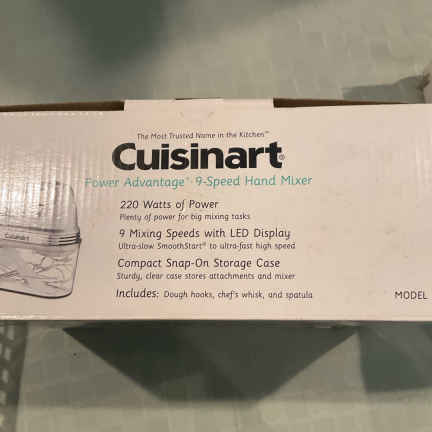 The Most Trusted Name in the Kitchen™
Cuisinart®
Power Advantage® 9-Speed Hand Mixer
220 Watts of Power
Plenty of power for big mixing tasks
9 Mixing Speeds with LED Display
Ultra-slow SmoothStart® to ultra-fast high speed
Cuisinart
Compact Snap-On Storage Case
Sturdy, clear case stores attachments and mixer
Includes: Dough hooks, chef's whisk, and spatula
MODEL